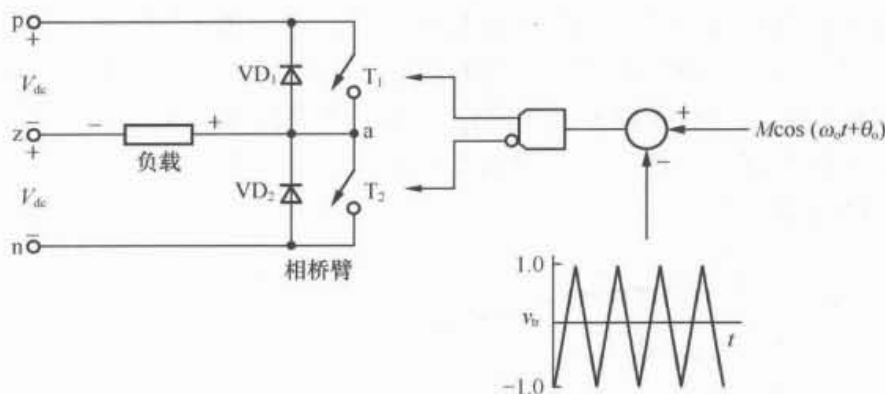 p
+
VD₁
T₁
V_dc
+
Mcos (ω_o t+θ_o)
−
z
−
+
a
−
+
负载
VD₂
T₂
V_dc
n
−
相桥臂
1.0
v_tr
t
−1.0